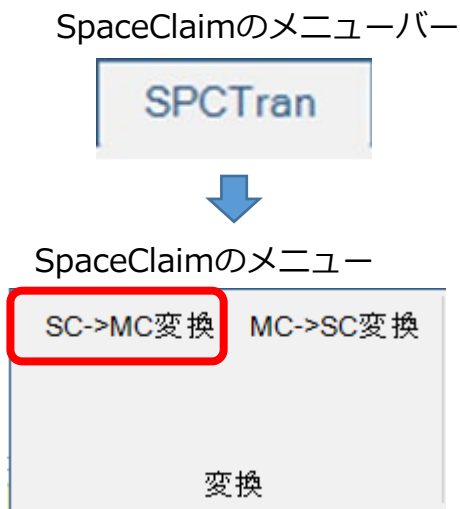 SpaceClaimのメニューバー
SPCTran
SpaceClaimのメニュー
SC->MC変換 MC->SC変換
変換